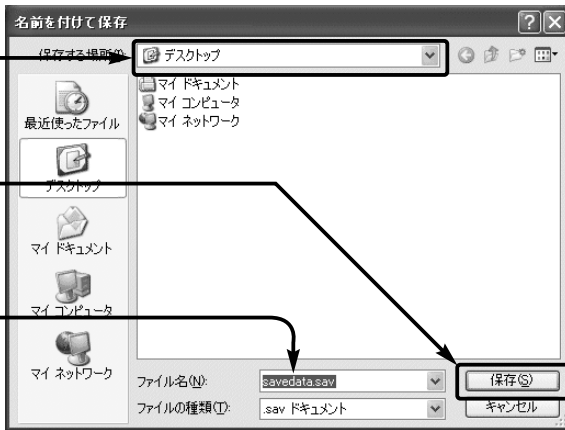 名前を付けて保存
保存する場所(I):
デスクトップ
マイ ドキュメント
マイ コンピュータ
マイ ネットワーク
最近使ったファイル
デスクトップ
マイ ドキュメント
マイ コンピュータ
マイ ネットワーク
ファイル名(N):
savedata.sav
保存(S)
ファイルの種類(T):
.sav ドキュメント
キャンセル